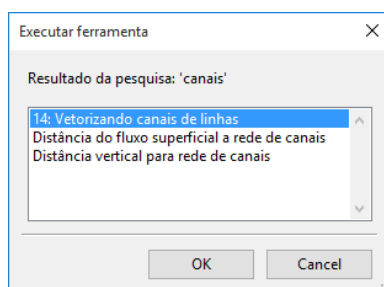 Executar ferramenta
Resultado da pesquisa: 'canais'
14: Vetorizando canais de linhas
Distância do fluxo superficial a rede de canais
Distância vertical para rede de canais
OK Cancel